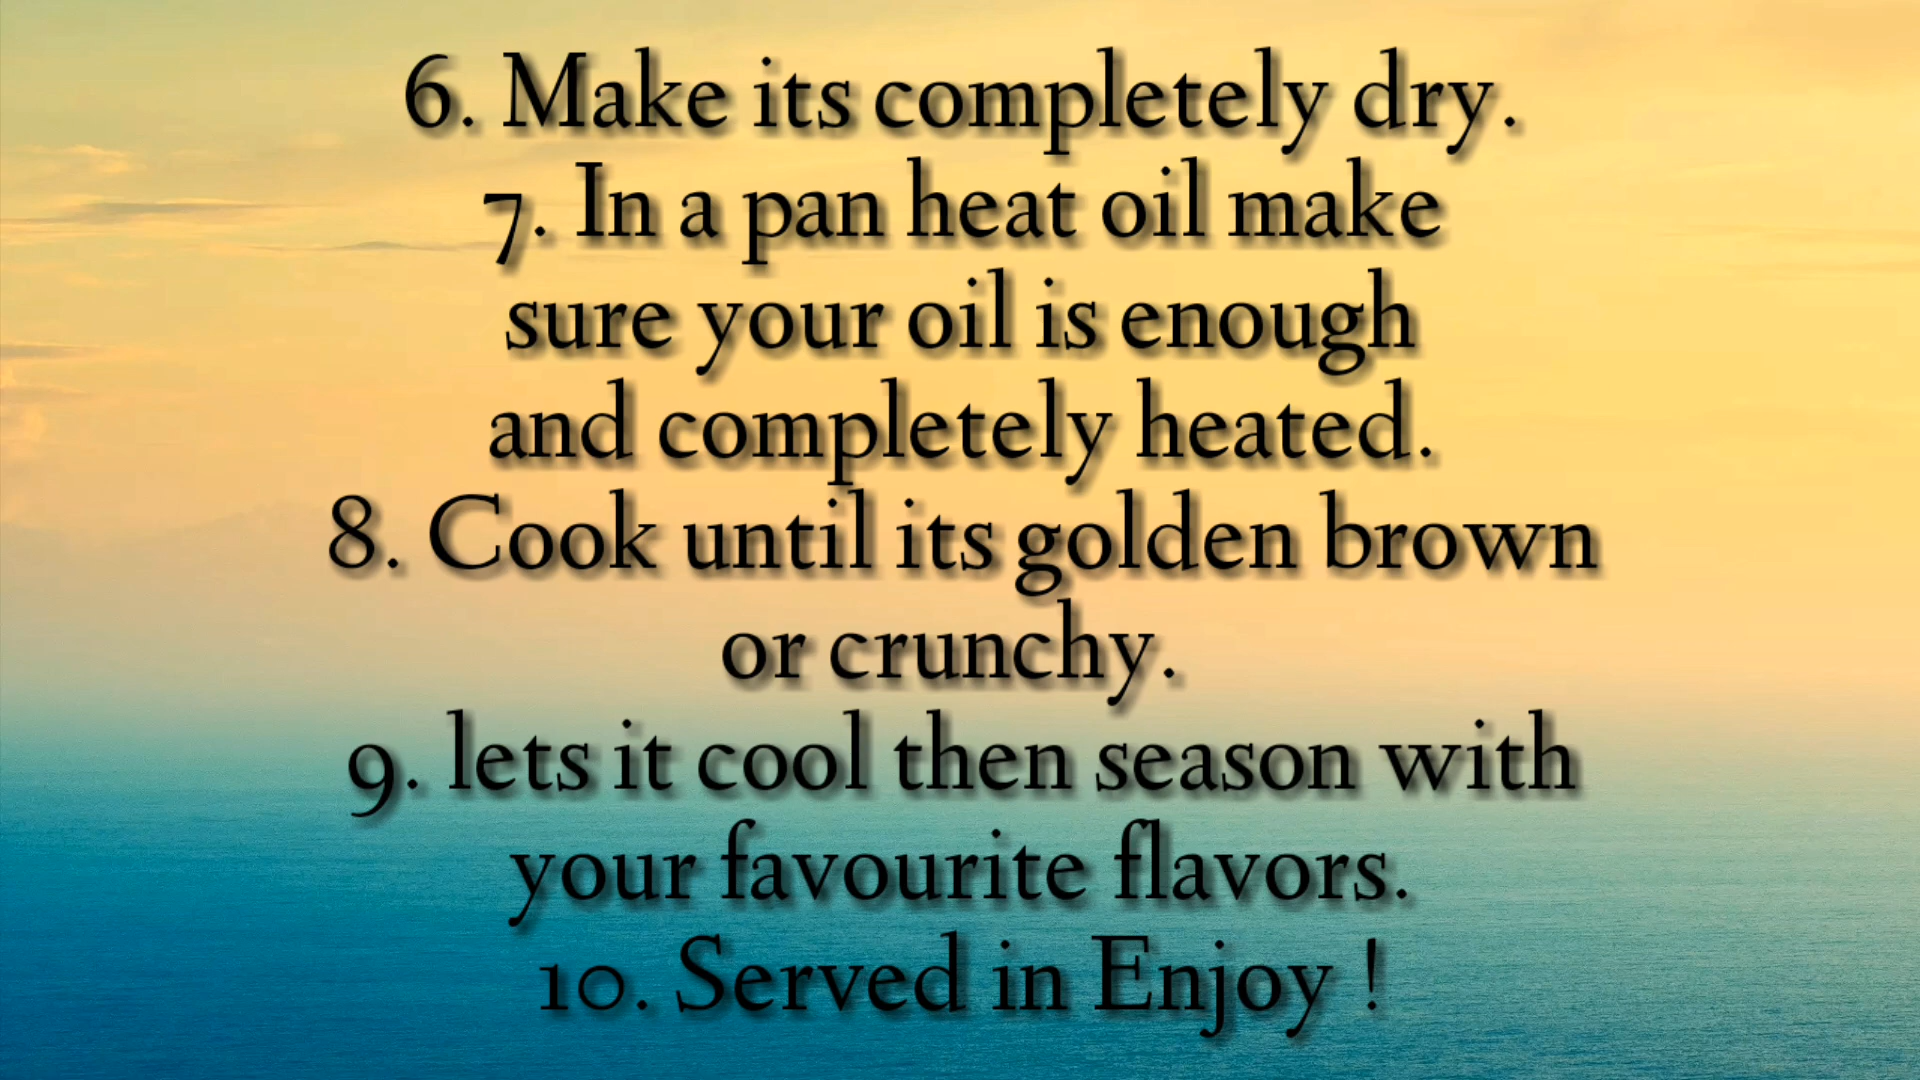 6. Make its completely dry.
7. In a pan heat oil make
sure your oil is enough
and completely heated.
8. Cook until its golden brown
or crunchy.
9. lets it cool then season with
your favourite flavors.
10. Served in Enjoy !